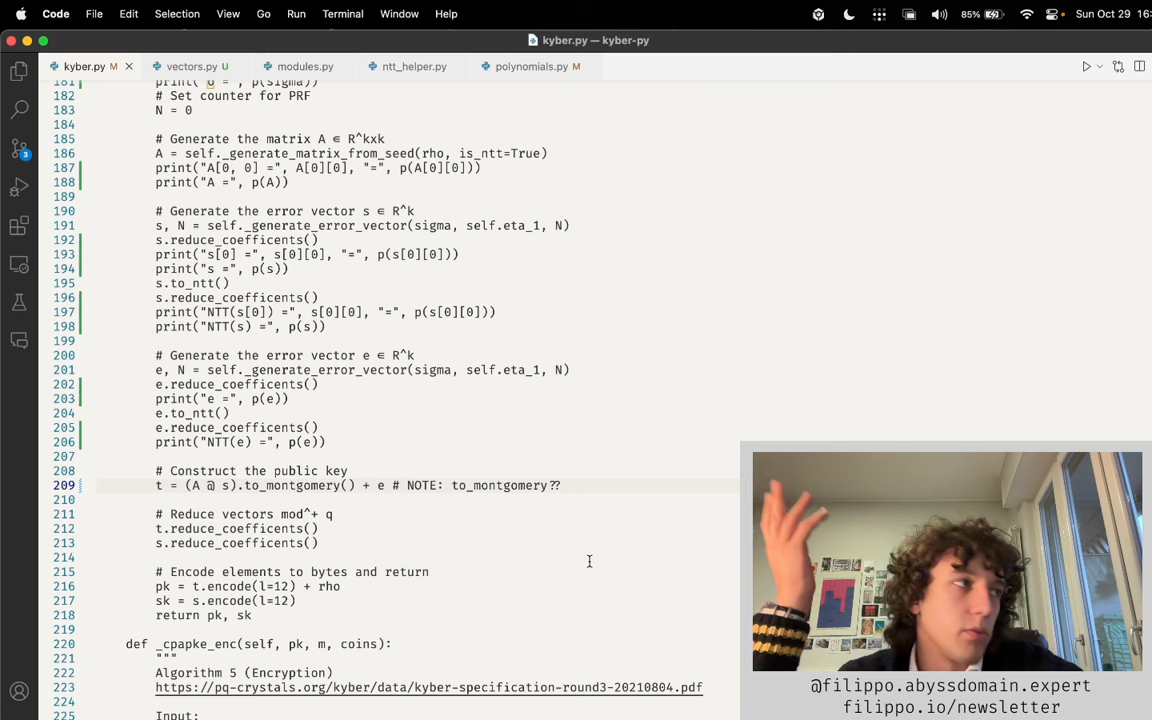 Code File Edit Selection View Go Run Terminal Window Help 85% Sun Oct 29 16:
kyber.py — kyber-py
kyber.py M vectors.py U modules.py ntt_helper.py polynomials.py M
182 # Set counter for PRF
183 N = 0
184
185 # Generate the matrix A ∈ R^kxk
186 A = self._generate_matrix_from_seed(rho, is_ntt=True)
187 print("A[0, 0] =", A[0][0], "=", p(A[0][0]))
188 print("A =", p(A))
189
190 # Generate the error vector s ∈ R^k
191 s, N = self._generate_error_vector(sigma, self.eta_1, N)
192 s.reduce_coefficents()
193 print("s[0] =", s[0][0], "=", p(s[0][0]))
194 print("s =", p(s))
195 s.to_ntt()
196 s.reduce_coefficents()
197 print("NTT(s[0]) =", s[0][0], "=", p(s[0][0]))
198 print("NTT(s) =", p(s))
199
200 # Generate the error vector e ∈ R^k
201 e, N = self._generate_error_vector(sigma, self.eta_1, N)
202 e.reduce_coefficents()
203 print("e =", p(e))
204 e.to_ntt()
205 e.reduce_coefficents()
206 print("NTT(e) =", p(e))
207
208 # Construct the public key
209 t = (A @ s).to_montgomery() + e # NOTE: to_montgomery??
210
211 # Reduce vectors mod^+ q
212 t.reduce_coefficents()
213 s.reduce_coefficents()
214
215 # Encode elements to bytes and return
216 pk = t.encode(l=12) + rho
217 sk = s.encode(l=12)
218 return pk, sk
219
220 def _cpapke_enc(self, pk, m, coins):
221 """
222 Algorithm 5 (Encryption)
223 https://pq-crystals.org/kyber/data/kyber-specification-round3-20210804.pdf
224
225 Input:
3
@filippo.abyssdomain.expert
filippo.io/newsletter